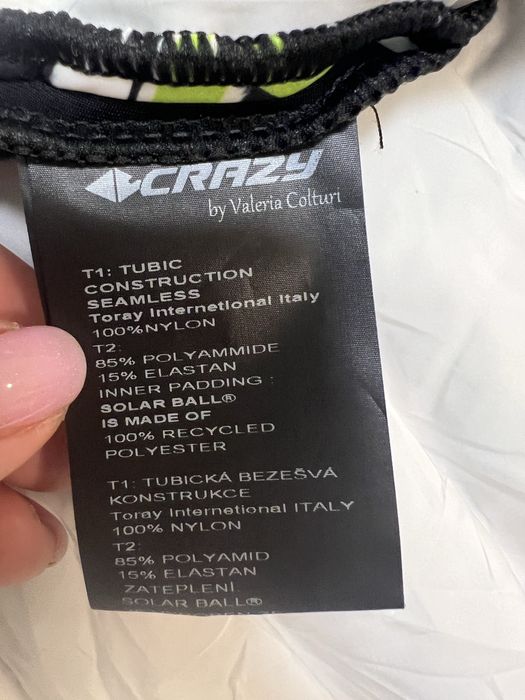 CRAZY
by Valeria Colturi
T1: TUBIC
CONSTRUCTION
SEAMLESS
Toray Internetional Italy
100%NYLON
T2:
85% POLYAMMIDE
15% ELASTAN
INNER PADDING :
SOLAR BALL®
IS MADE OF
100% RECYCLED
POLYESTER
T1: TUBICKÁ BEZEŠVÁ
KONSTRUKCE
Toray Internetional ITALY
100% NYLON
T2:
85% POLYAMID
15% ELASTAN
ZATEPLENÍ
SOLAR BALL®